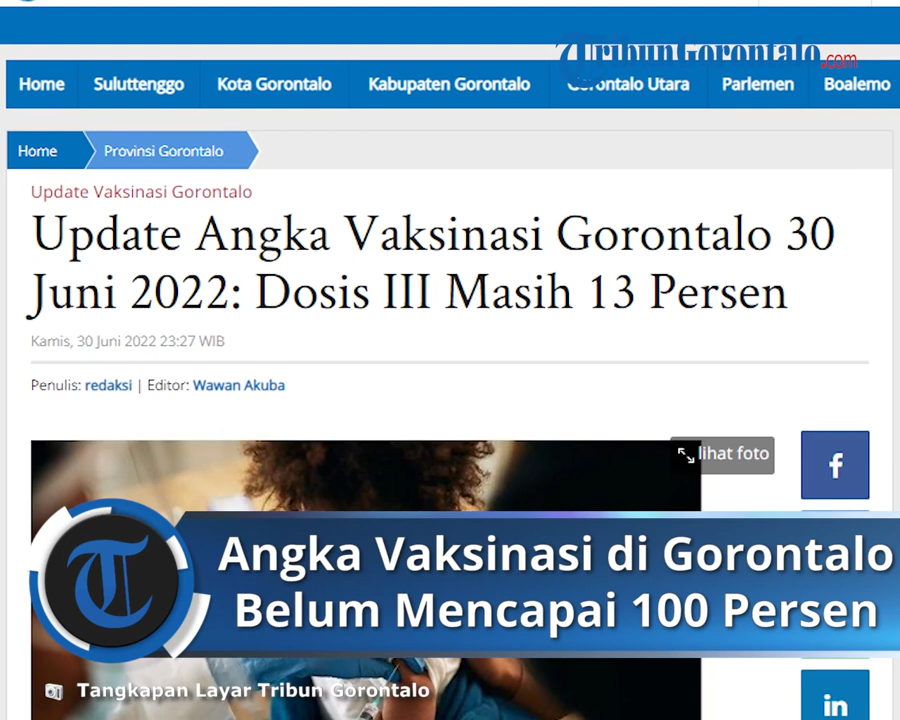 TribunGorontalo.com
Home Suluttenggo Kota Gorontalo Kabupaten Gorontalo Gorontalo Utara Parlemen Boalemo
Home Provinsi Gorontalo
Update Vaksinasi Gorontalo
Update Angka Vaksinasi Gorontalo 30
Juni 2022: Dosis III Masih 13 Persen
Kamis, 30 Juni 2022 23:27 WIB
Penulis: redaksi | Editor: Wawan Akuba
lihat foto
f
T
Angka Vaksinasi di Gorontalo
Belum Mencapai 100 Persen
Tangkapan Layar Tribun Gorontalo
in